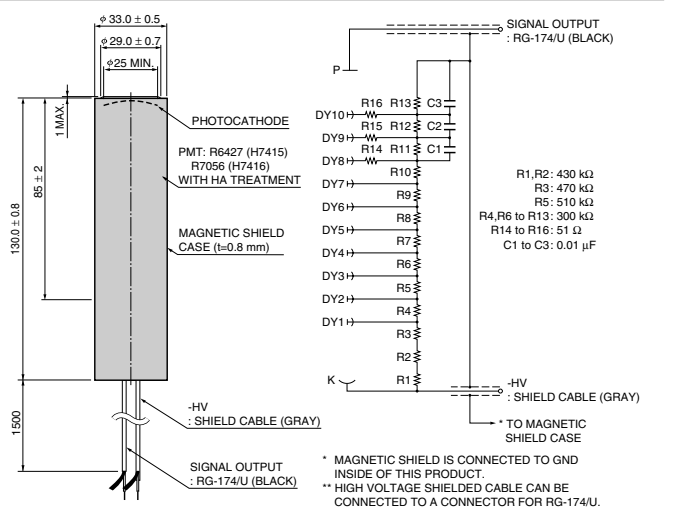 φ 33.0 ± 0.5
φ 29.0 ± 0.7
φ25 MIN.
1 MAX.
85 ± 2
130.0 ± 0.8
1500
PHOTOCATHODE
PMT: R6427 (H7415)
R7056 (H7416)
WITH HA TREATMENT
MAGNETIC SHIELD
CASE (t=0.8 mm)
-HV
: SHIELD CABLE (GRAY)
SIGNAL OUTPUT
: RG-174/U (BLACK)
SIGNAL OUTPUT
: RG-174/U (BLACK)
P
R16 R13 C3
DY10
R15 R12 C2
DY9
R14 R11 C1
DY8
R10
DY7
R9
DY6
R8
DY5
R7
DY4
R6
DY3
R5
DY2
R4
DY1
R3
R2
K R1
R1,R2: 430 kΩ
R3: 470 kΩ
R5: 510 kΩ
R4,R6 to R13: 300 kΩ
R14 to R16: 51 Ω
C1 to C3: 0.01 µF
-HV
: SHIELD CABLE (GRAY)
* TO MAGNETIC
SHIELD CASE
* MAGNETIC SHIELD IS CONNECTED TO GND
INSIDE OF THIS PRODUCT.
** HIGH VOLTAGE SHIELDED CABLE CAN BE
CONNECTED TO A CONNECTOR FOR RG-174/U.